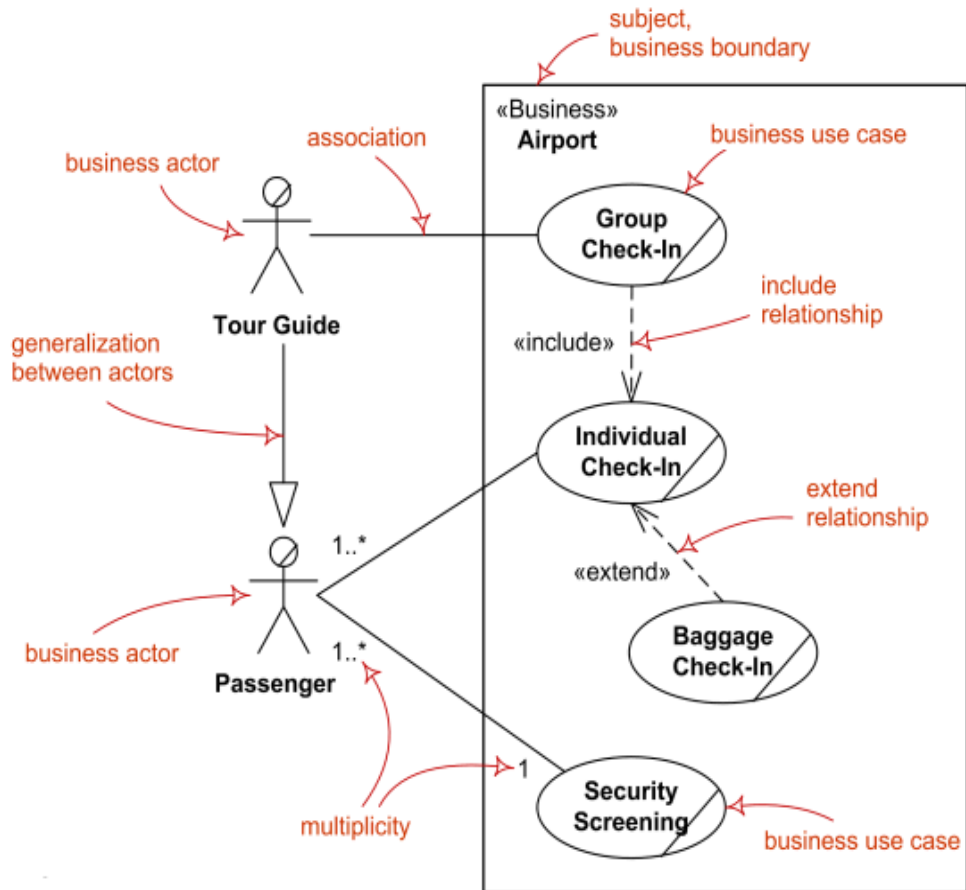 subject,
business boundary
«Business»
Airport
association
business use case
business actor
Group
Check-In
Tour Guide
include
relationship
«include»
generalization
between actors
Individual
Check-In
extend
relationship
1..*
«extend»
Baggage
Check-In
business actor
1..*
Passenger
1
Security
Screening
multiplicity
business use case